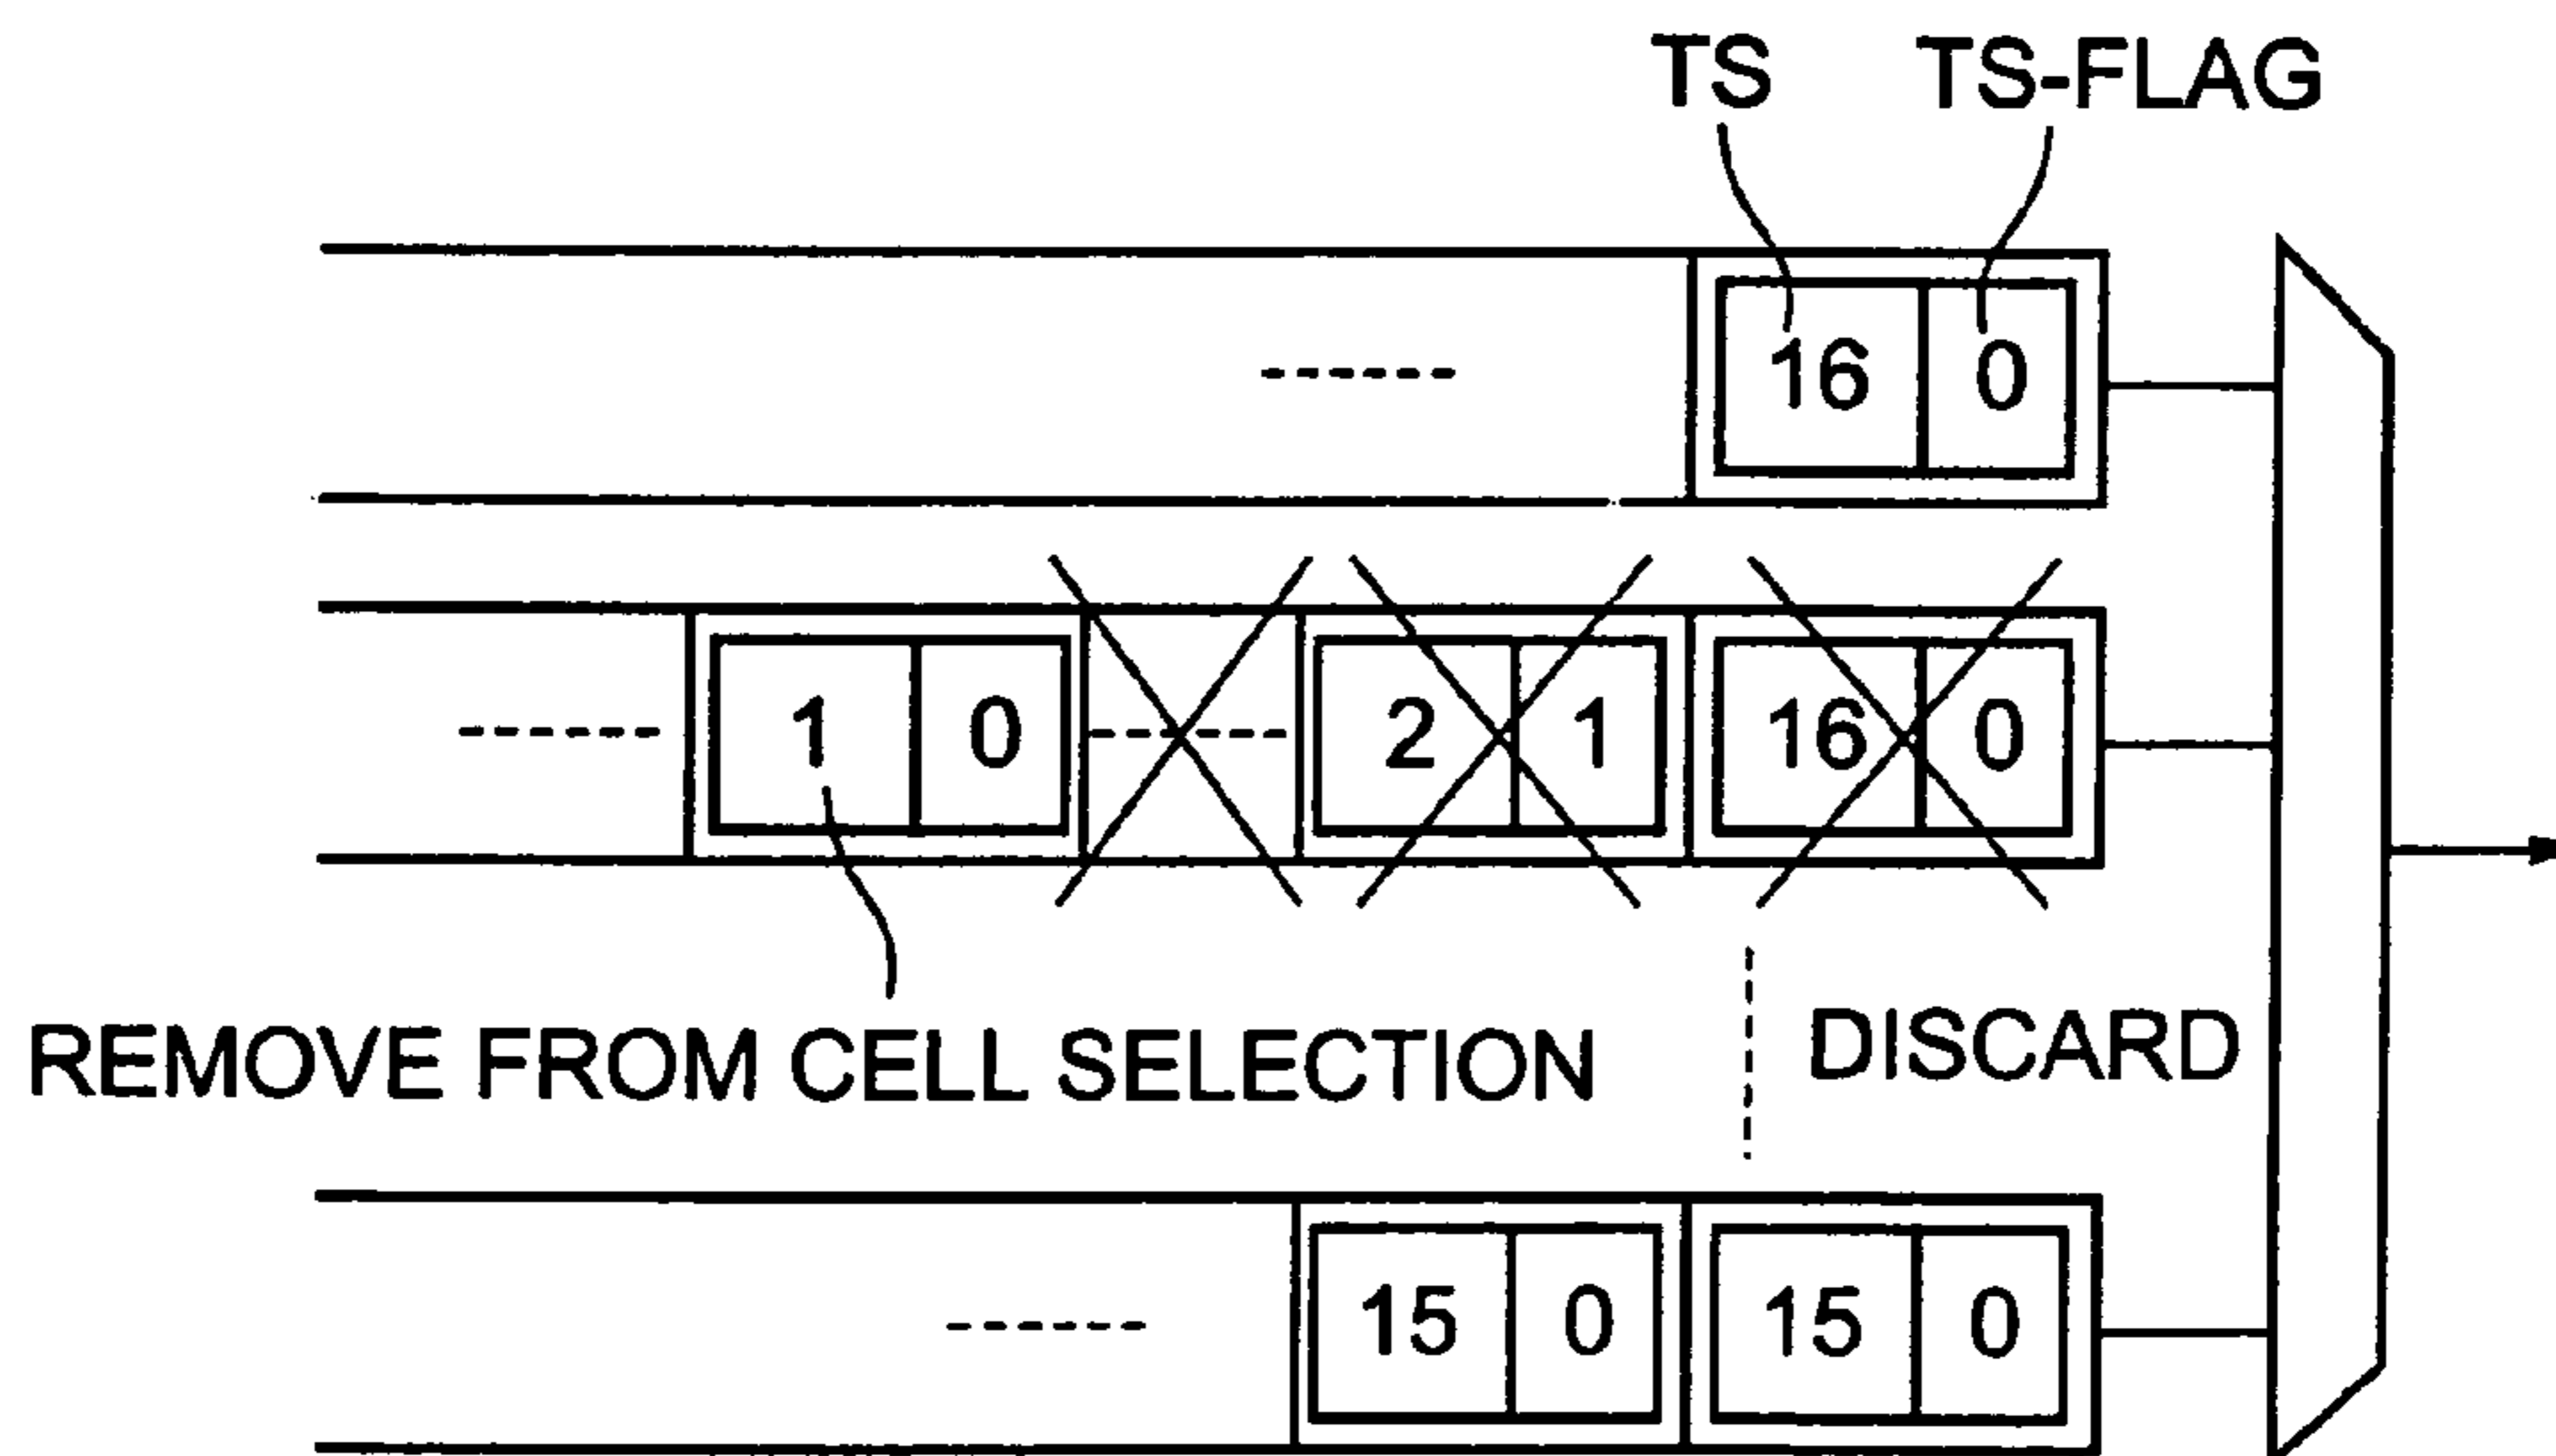 TS TS-FLAG
16 0
1 0 2 1 16 0
REMOVE FROM CELL SELECTION DISCARD
15 0 15 0